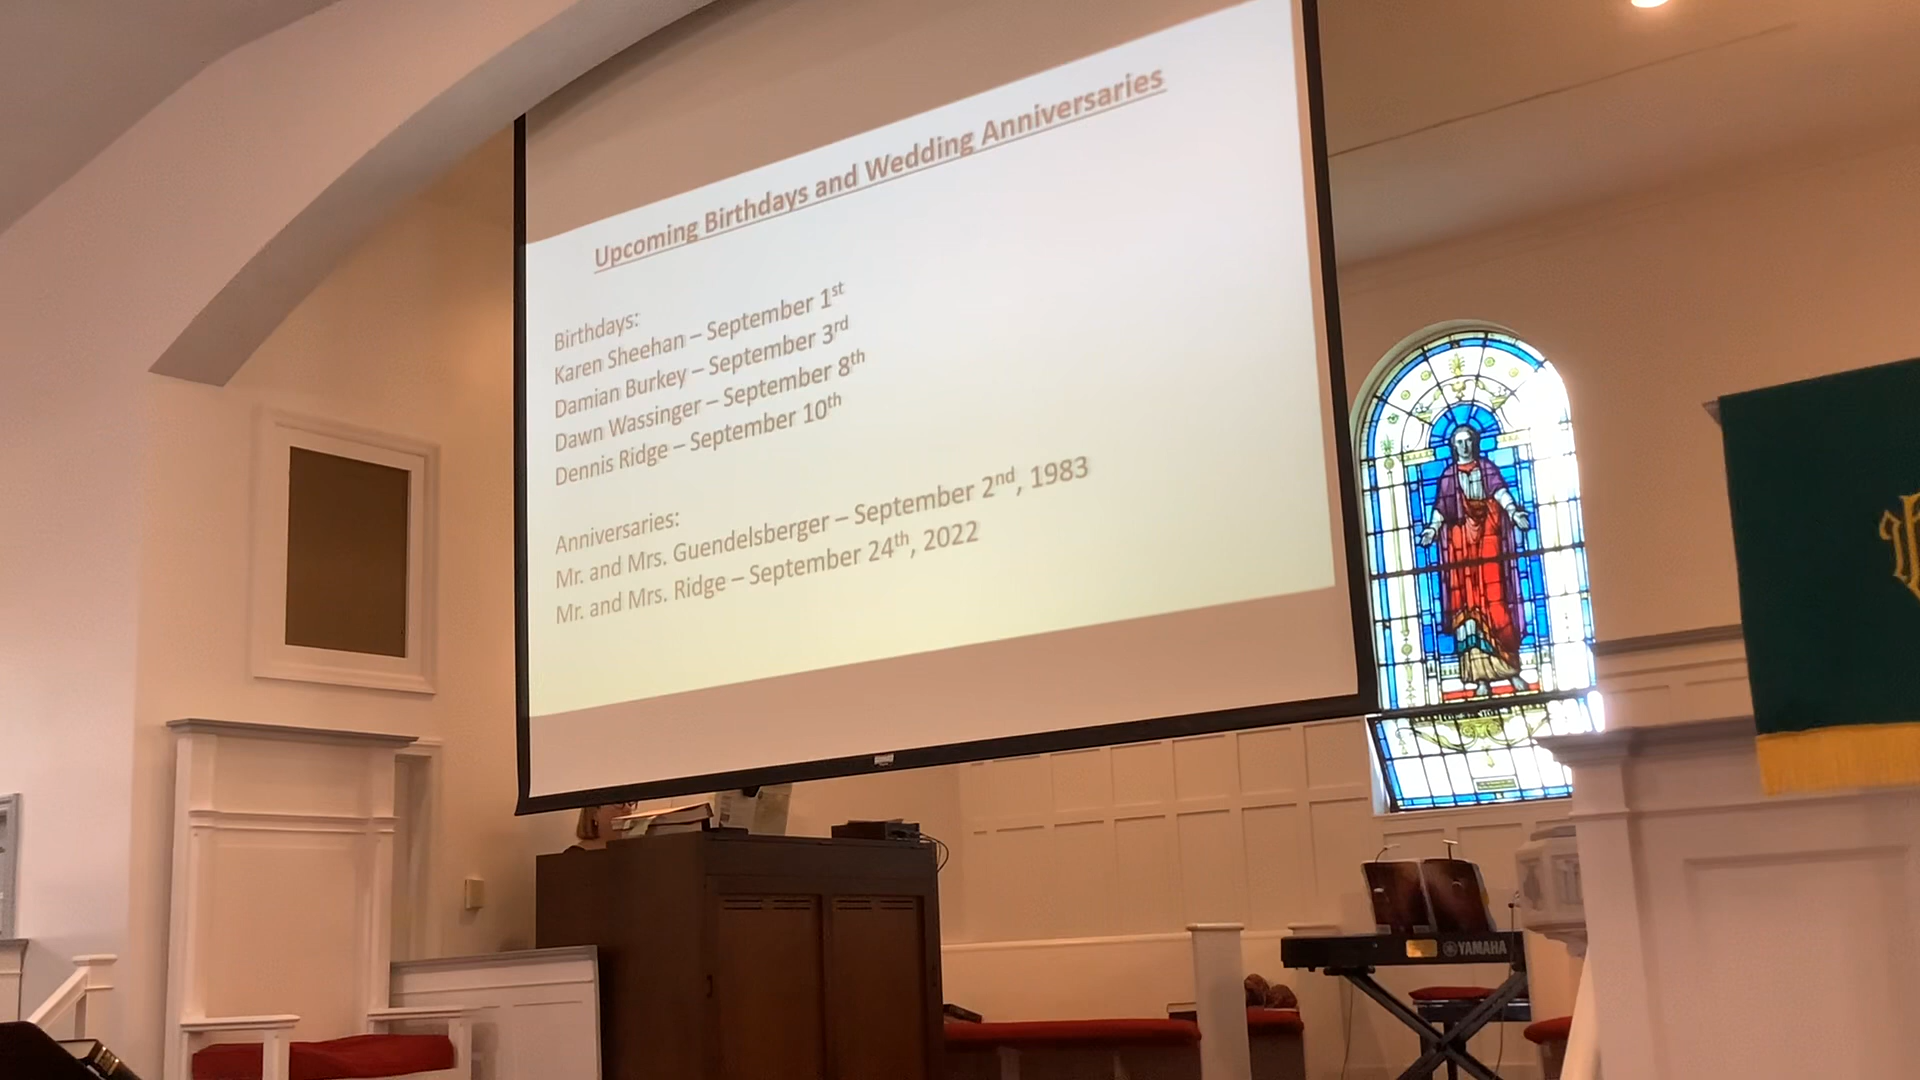 Upcoming Birthdays and Wedding Anniversaries
Birthdays:
Karen Sheehan – September 1st
Damian Burkey – September 3rd
Dawn Wassinger – September 8th
Dennis Ridge – September 10th
Anniversaries:
Mr. and Mrs. Guendelsberger – September 2nd, 1983
Mr. and Mrs. Ridge – September 24th, 2022
YAMAHA